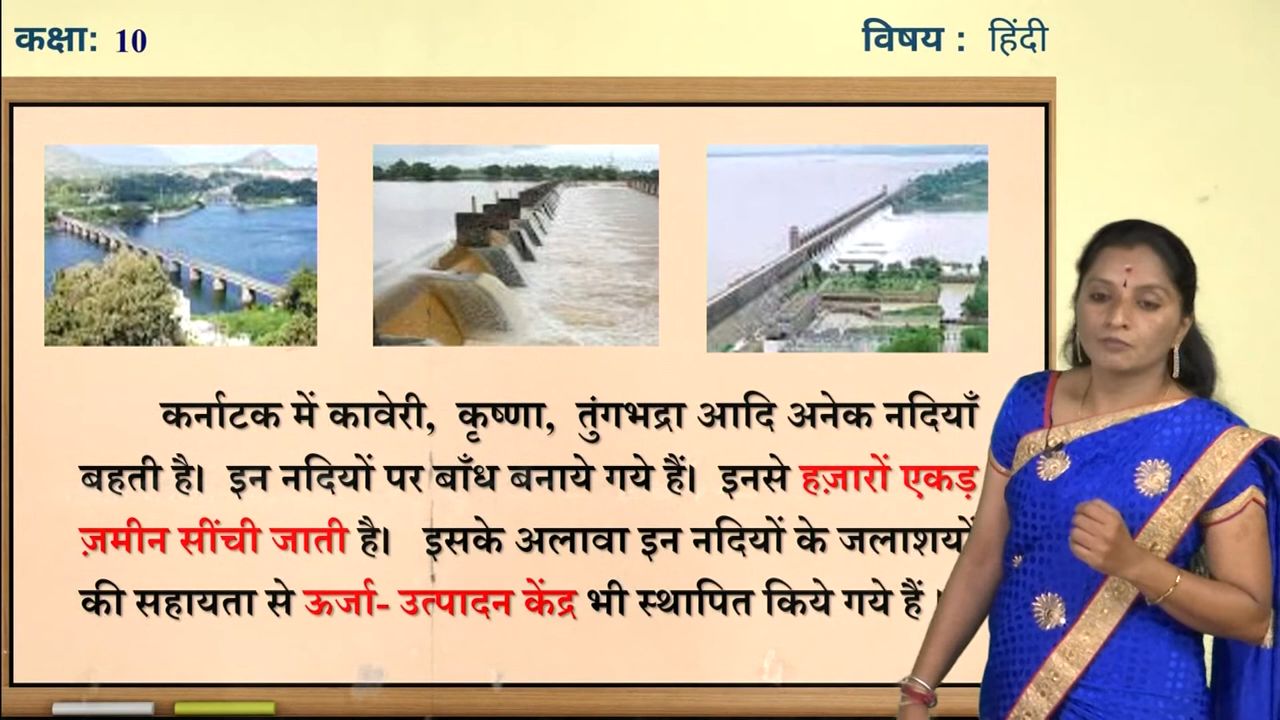 कक्षा: 10
विषय : हिंदी
कर्नाटक में कावेरी, कृष्णा, तुंगभद्रा आदि अनेक नदियाँ
बहती है। इन नदियों पर बाँध बनाये गये हैं। इनसे हज़ारों एकड़
ज़मीन सींची जाती है। इसके अलावा इन नदियों के जलाशयों
की सहायता से ऊर्जा- उत्पादन केंद्र भी स्थापित किये गये हैं।